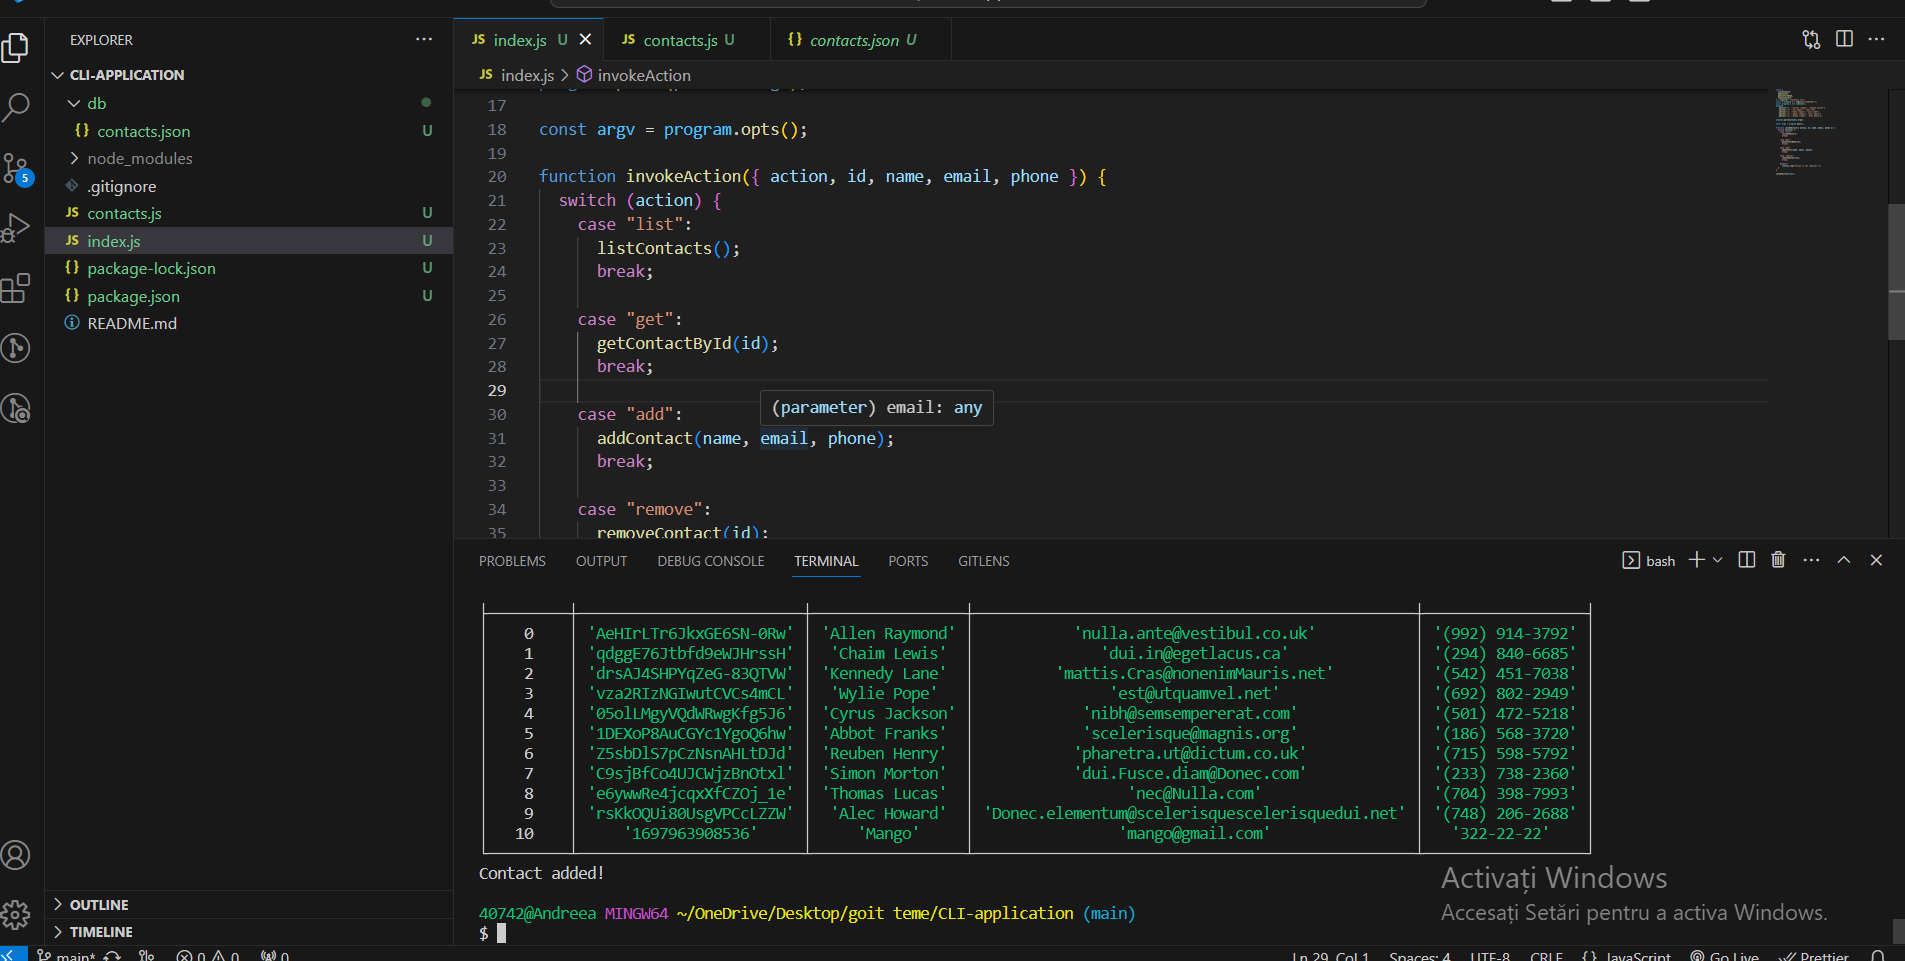 EXPLORER
CLI-APPLICATION
db
{} contacts.json U
node_modules
.gitignore
JS contacts.js U
JS index.js U
{} package-lock.json U
{} package.json U
README.md
5
OUTLINE
TIMELINE
JS index.js U
JS contacts.js U
{} contacts.json U
JS index.js > invokeAction
17
18 const argv = program.opts();
19
20 function invokeAction({ action, id, name, email, phone }) {
21 switch (action) {
22 case "list":
23 listContacts();
24 break;
25
26 case "get":
27 getContactById(id);
28 break;
29
(parameter) email: any
30 case "add":
31 addContact(name, email, phone);
32 break;
33
34 case "remove":
35 removeContact(id);
PROBLEMS OUTPUT DEBUG CONSOLE TERMINAL PORTS GITLENS
bash
0 'AeHIrLTr6JkxGE6SN-0Rw' 'Allen Raymond' 'nulla.ante@vestibul.co.uk' '(992) 914-3792'
1 'qdggE76Jtbfd9eWJHrssH' 'Chaim Lewis' 'dui.in@egetlacus.ca' '(294) 840-6685'
2 'drsAJ4SHPYqZeG-83QTVW' 'Kennedy Lane' 'mattis.Cras@nonenimMauris.net' '(542) 451-7038'
3 'vza2RIzNGIwutCVCs4mCL' 'Wylie Pope' 'est@utquamvel.net' '(692) 802-2949'
4 '05olLMgyVQdWRwgKfg5J6' 'Cyrus Jackson' 'nibh@semsempererat.com' '(501) 472-5218'
5 '1DEXoP8AuCGYc1YgoQ6hw' 'Abbot Franks' 'scelerisque@magnis.org' '(186) 568-3720'
6 'Z5sbDlS7pCzNsnAHLtDJd' 'Reuben Henry' 'pharetra.ut@dictum.co.uk' '(715) 598-5792'
7 'C9sjBfCo4UJCWjzBnOtxl' 'Simon Morton' 'dui.Fusce.diam@Donec.com' '(233) 738-2360'
8 'e6ywwRe4jcqxXfCZOj_1e' 'Thomas Lucas' 'nec@Nulla.com' '(704) 398-7993'
9 'rsKkOQUi80UsgVPCcLZZW' 'Alec Howard' 'Donec.elementum@scelerisquescelerisquedui.net' '(748) 206-2688'
10 '1697963908536' 'Mango' 'mango@gmail.com' '322-22-22'
Contact added!
40742@Andreea MINGW64 ~/OneDrive/Desktop/goit teme/CLI-application (main)
$
Activați Windows
Accesați Setări pentru a activa Windows.
main* 0 0 0 Ln 29, Col 1 Spaces: 4 UTF-8 CRLF {} JavaScript Go Live Prettier